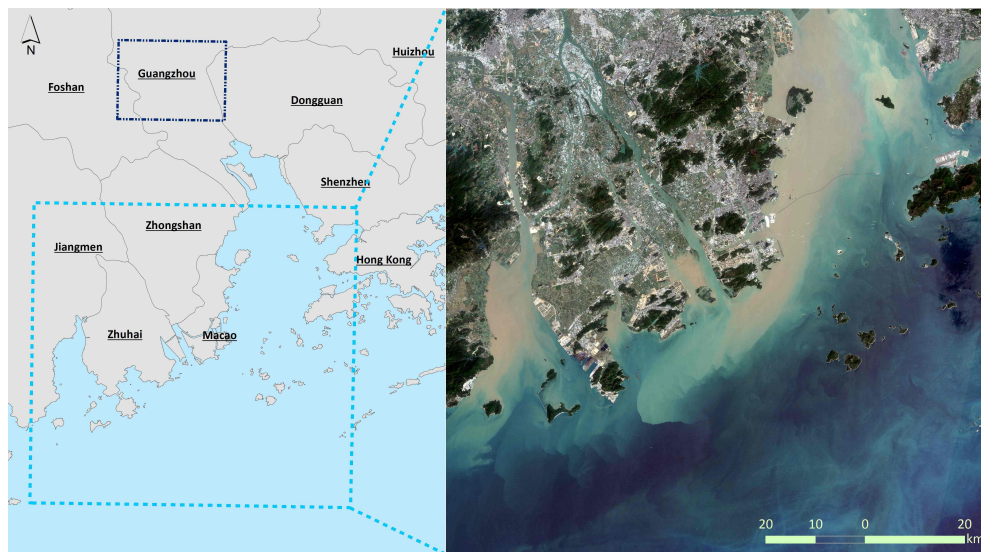 N
Huizhou
Guangzhou
Foshan
Dongguan
Shenzhen
Zhongshan
Jiangmen
Hong Kong
Zhuhai
Macao
20 10 0 20
km